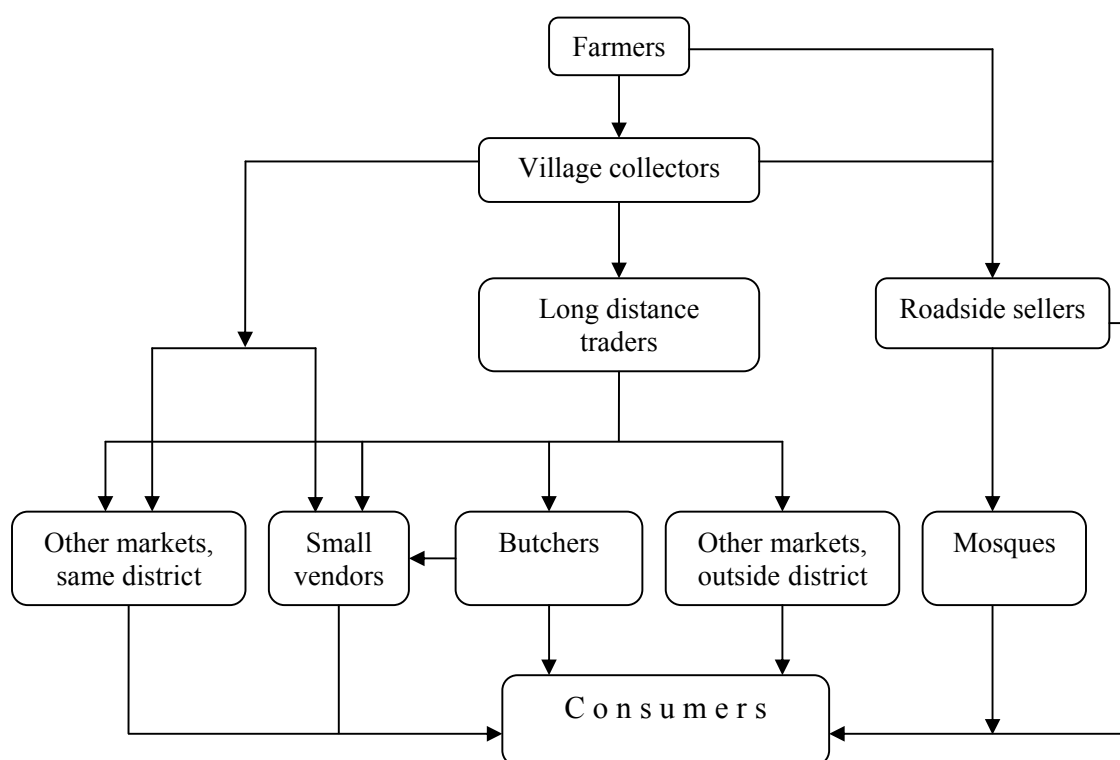 Farmers
Village collectors
Long distance
traders
Roadside sellers
Other markets,
same district
Small
vendors
Butchers
Other markets,
outside district
Mosques
C o n s u m e r s